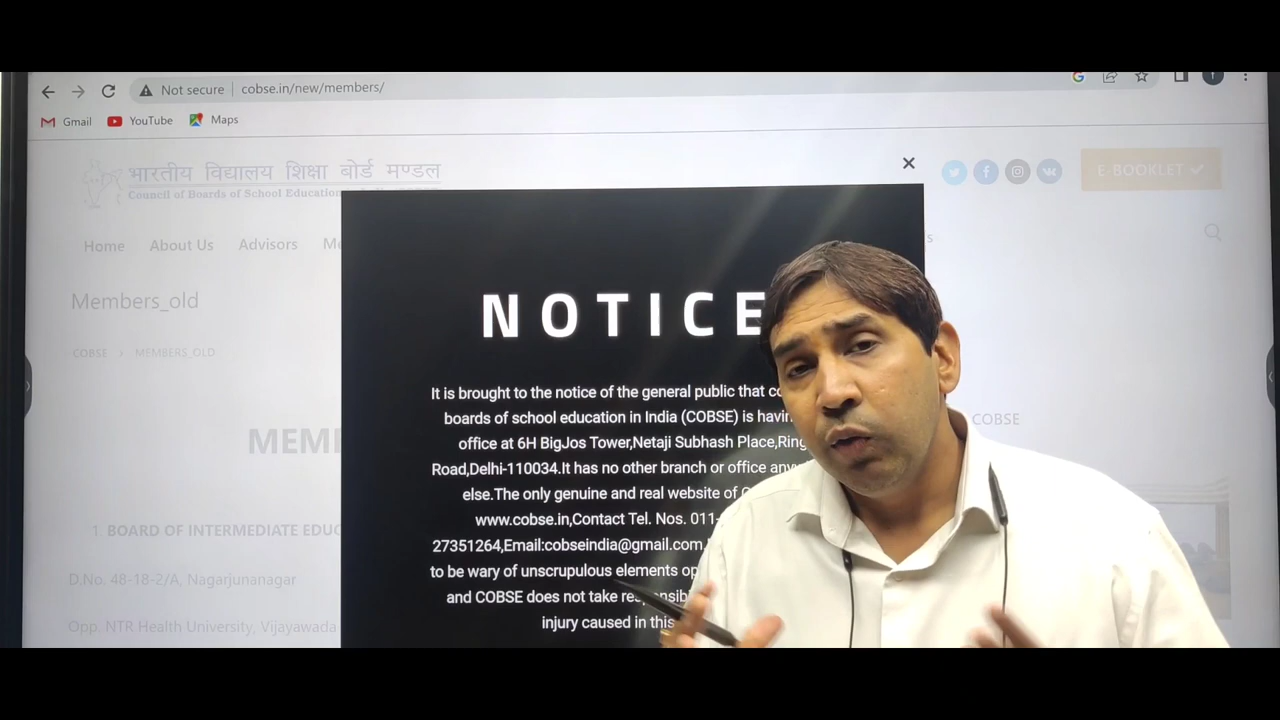 Not secure cobse.in/new/members/
Gmail YouTube Maps
भारतीय विद्यालय शिक्षा बोर्ड मण्डल
Council of Boards of School Education
E-BOOKLET
Home About Us Advisors
Members_old
COBSE > MEMBERS_OLD
NOTICE
It is brought to the notice of the general public that
boards of school education in India (COBSE) is
office at 6H BigJos Tower,Netaji Subhash Place,Ring
Road,Delhi-110034.It has no other branch or office
else.The only genuine and real website of
www.cobse.in,Contact Tel. Nos. 011-
27351264,Email:cobseindia@gmail.com,
to be wary of unscrupulous elements
and COBSE does not take
injury caused in this
COBSE
1. BOARD OF INTERMEDIATE
D.No. 48-18-2/A, Nagarjunanagar
Opp. NTR Health University, Vijayawada